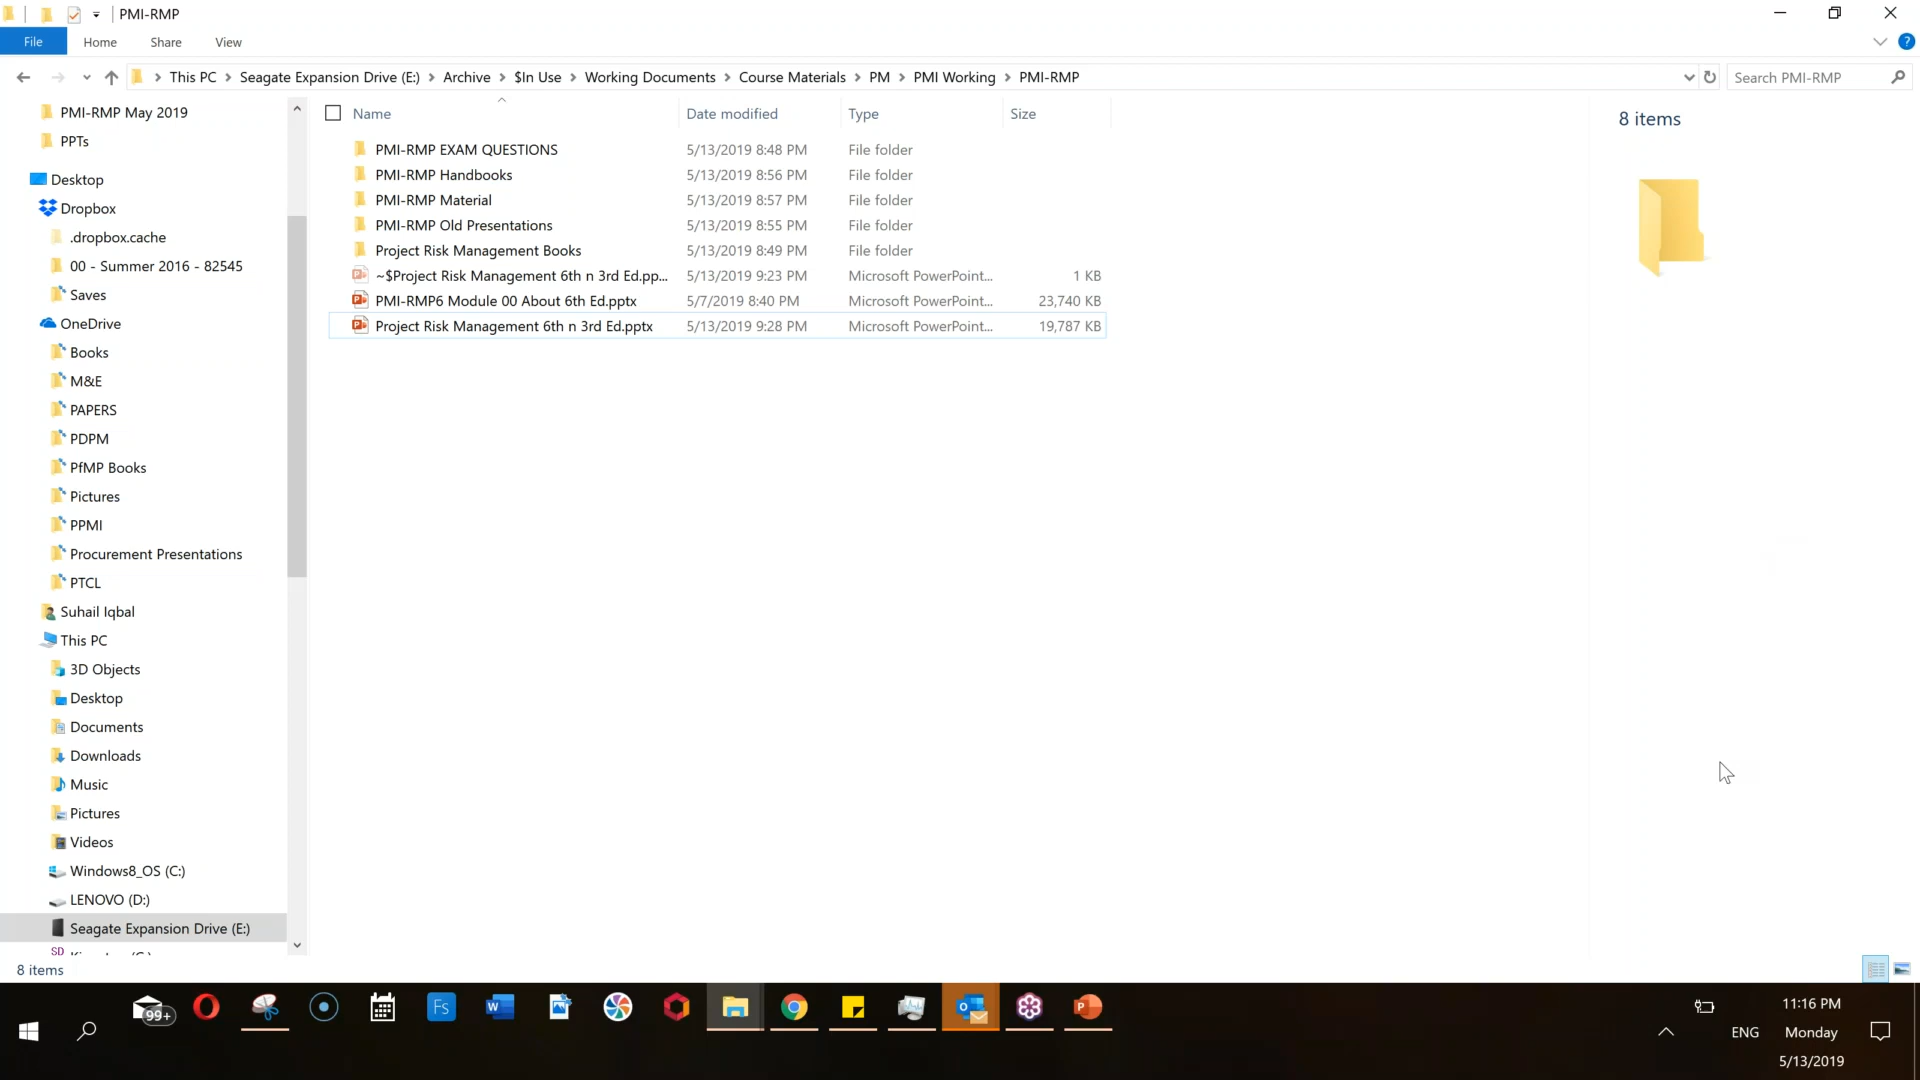 PMI-RMP
File Home Share View
This PC Seagate Expansion Drive (E:) Archive $In Use Working Documents Course Materials PM PMI Working PMI-RMP
Search PMI-RMP
PMI-RMP May 2019
PPTs
Desktop
Dropbox
.dropbox.cache
00 - Summer 2016 - 82545
Saves
OneDrive
Books
M&E
PAPERS
PDPM
PfMP Books
Pictures
PPMI
Procurement Presentations
PTCL
Suhail Iqbal
This PC
3D Objects
Desktop
Documents
Downloads
Music
Pictures
Videos
Windows8_OS (C:)
LENOVO (D:)
Seagate Expansion Drive (E:)
SD
Name Date modified Type Size
PMI-RMP EXAM QUESTIONS 5/13/2019 8:48 PM File folder
PMI-RMP Handbooks 5/13/2019 8:56 PM File folder
PMI-RMP Material 5/13/2019 8:57 PM File folder
PMI-RMP Old Presentations 5/13/2019 8:55 PM File folder
Project Risk Management Books 5/13/2019 8:49 PM File folder
~$Project Risk Management 6th n 3rd Ed.pp... 5/13/2019 9:23 PM Microsoft PowerPoint... 1 KB
PMI-RMP6 Module 00 About 6th Ed.pptx 5/7/2019 8:40 PM Microsoft PowerPoint... 23,740 KB
Project Risk Management 6th n 3rd Ed.pptx 5/13/2019 9:28 PM Microsoft PowerPoint... 19,787 KB
8 items
8 items
99+
Fs
ENG
11:16 PM
Monday
5/13/2019